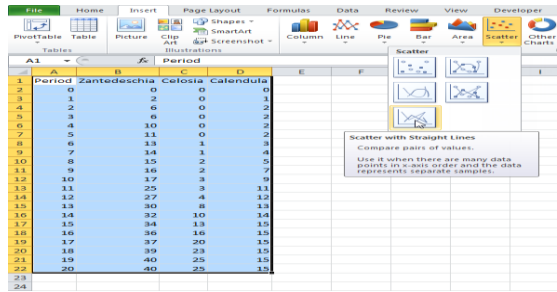 File Home Insert Page Layout Formulas Data Review View Developer
PivotTable Table Picture Clip Art Shapes SmartArt Screenshot Column Line Pie Bar Area Scatter Other Charts
Tables Illustrations Scatter
A1 fx Period
A B C D E F I
1 Period Zantedeschia Celosia Calendula
2 0 0 0 0
3 1 2 0 1
4 2 6 0 2
5 3 6 0 2
6 4 10 0 2
7 5 11 0 2
8 6 13 1 3
9 7 14 1 4
10 8 15 2 5
11 9 16 2 7
12 10 17 3 9
13 11 25 3 11
14 12 27 4 12
15 13 30 8 13
16 14 32 10 14
17 15 34 13 15
18 16 36 16 15
19 17 37 20 15
20 18 39 23 15
21 19 40 25 15
22 20 40 25 15
23
24
Scatter with Straight Lines
Compare pairs of values.
Use it when there are many data
points in x-axis order and the data
represents separate samples.